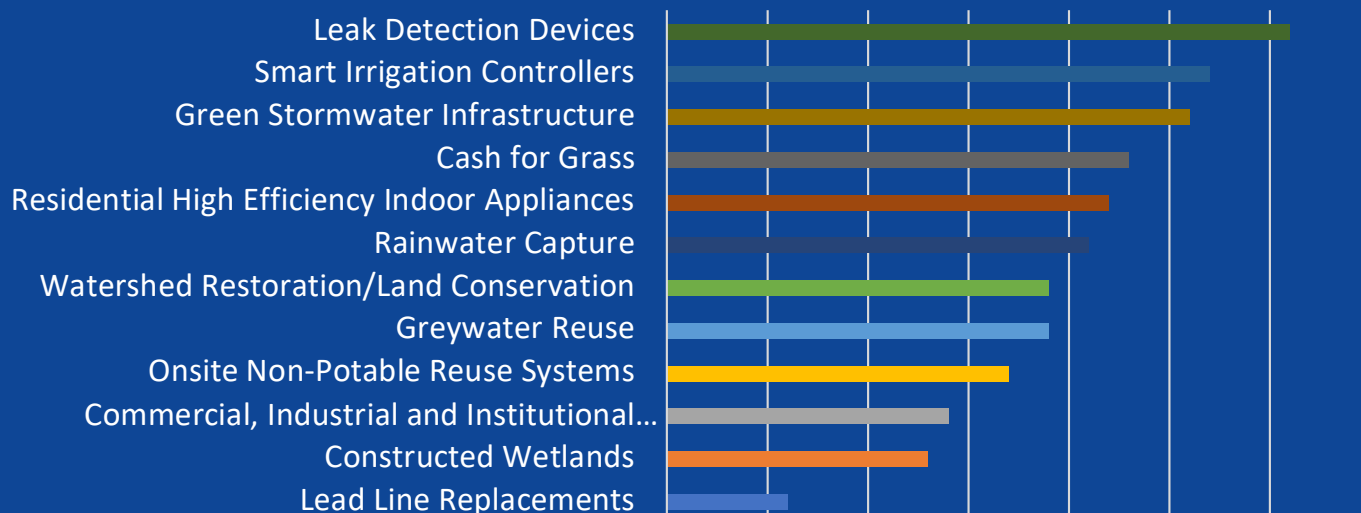 Leak Detection Devices
Smart Irrigation Controllers
Green Stormwater Infrastructure
Cash for Grass
Residential High Efficiency Indoor Appliances
Rainwater Capture
Watershed Restoration/Land Conservation
Greywater Reuse
Onsite Non-Potable Reuse Systems
Commercial, Industrial and Institutional…
Constructed Wetlands
Lead Line Replacements